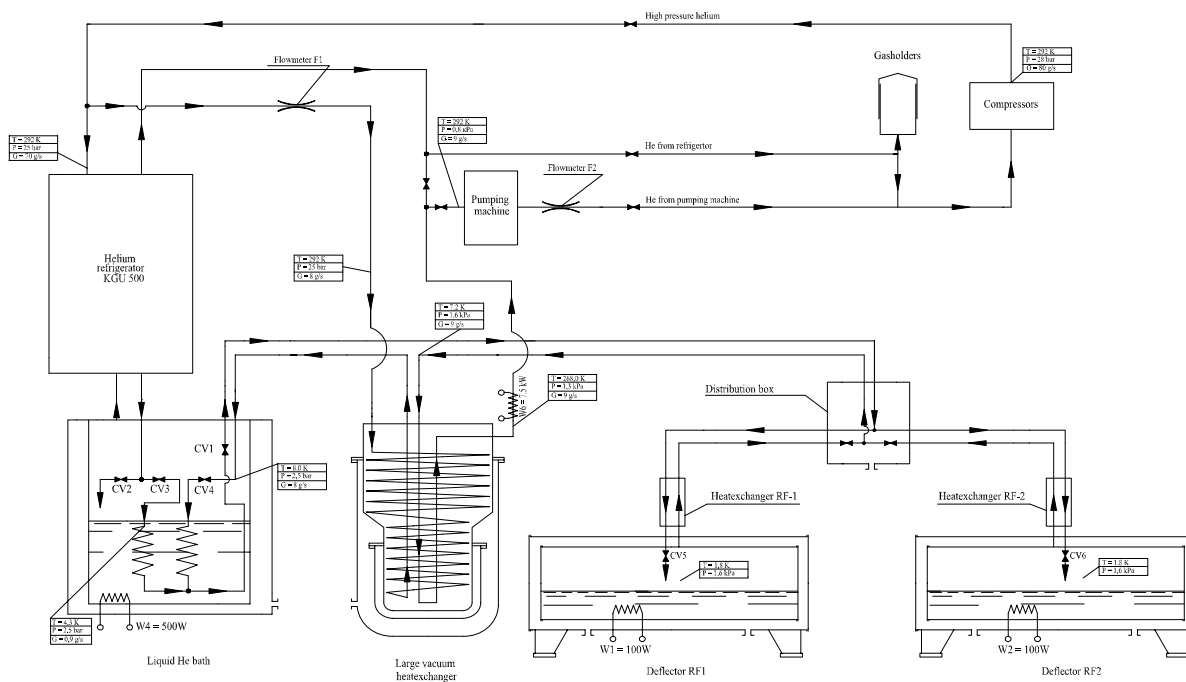 High pressure helium
Flowmeter F1
Gasholders
T = 292 K
P = 28 bar
G = 80 g/s
Compressors
T = 292 K
P = 25 bar
G = 70 g/s
T = 292 K
P = 0,8 кPa
G = 9 g/s
He from refrigertor
Flowmeter F2
Pumping
machine
He from pumping machine
Helium
refrigerator
KGU 500
T = 292 K
P = 25 bar
G = 8 g/s
T = 7.2 K
P = 1,6 kPa
G = 9 g/s
W6 = 7.5 kW
T = 268,0 K
P = 1,3 kPa
G = 9 g/s
Distribution box
CV1
CV2
CV3
CV4
T = 8.0 K
P = 2,5 bar
G = 8 g/s
Heatexchanger RF-1
Heatexchanger RF-2
CV5
T = 1,8 K
P = 1,6 kPa
CV6
T = 1,8 K
P = 1,6 kPa
T = 4,3 K
P = 2,5 bar
G = 0,9 g/s
W4 = 500W
W1 = 100W
W2 = 100W
Liquid He bath
Large vacuum
heatexchanger
Deflector RF1
Deflector RF2